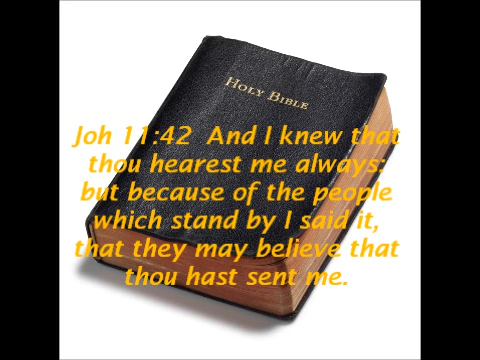 HOLY BIBLE
Joh 11:42  And I knew that
thou hearest me always:
but because of the people
which stand by I said it,
that they may believe that
thou hast sent me.